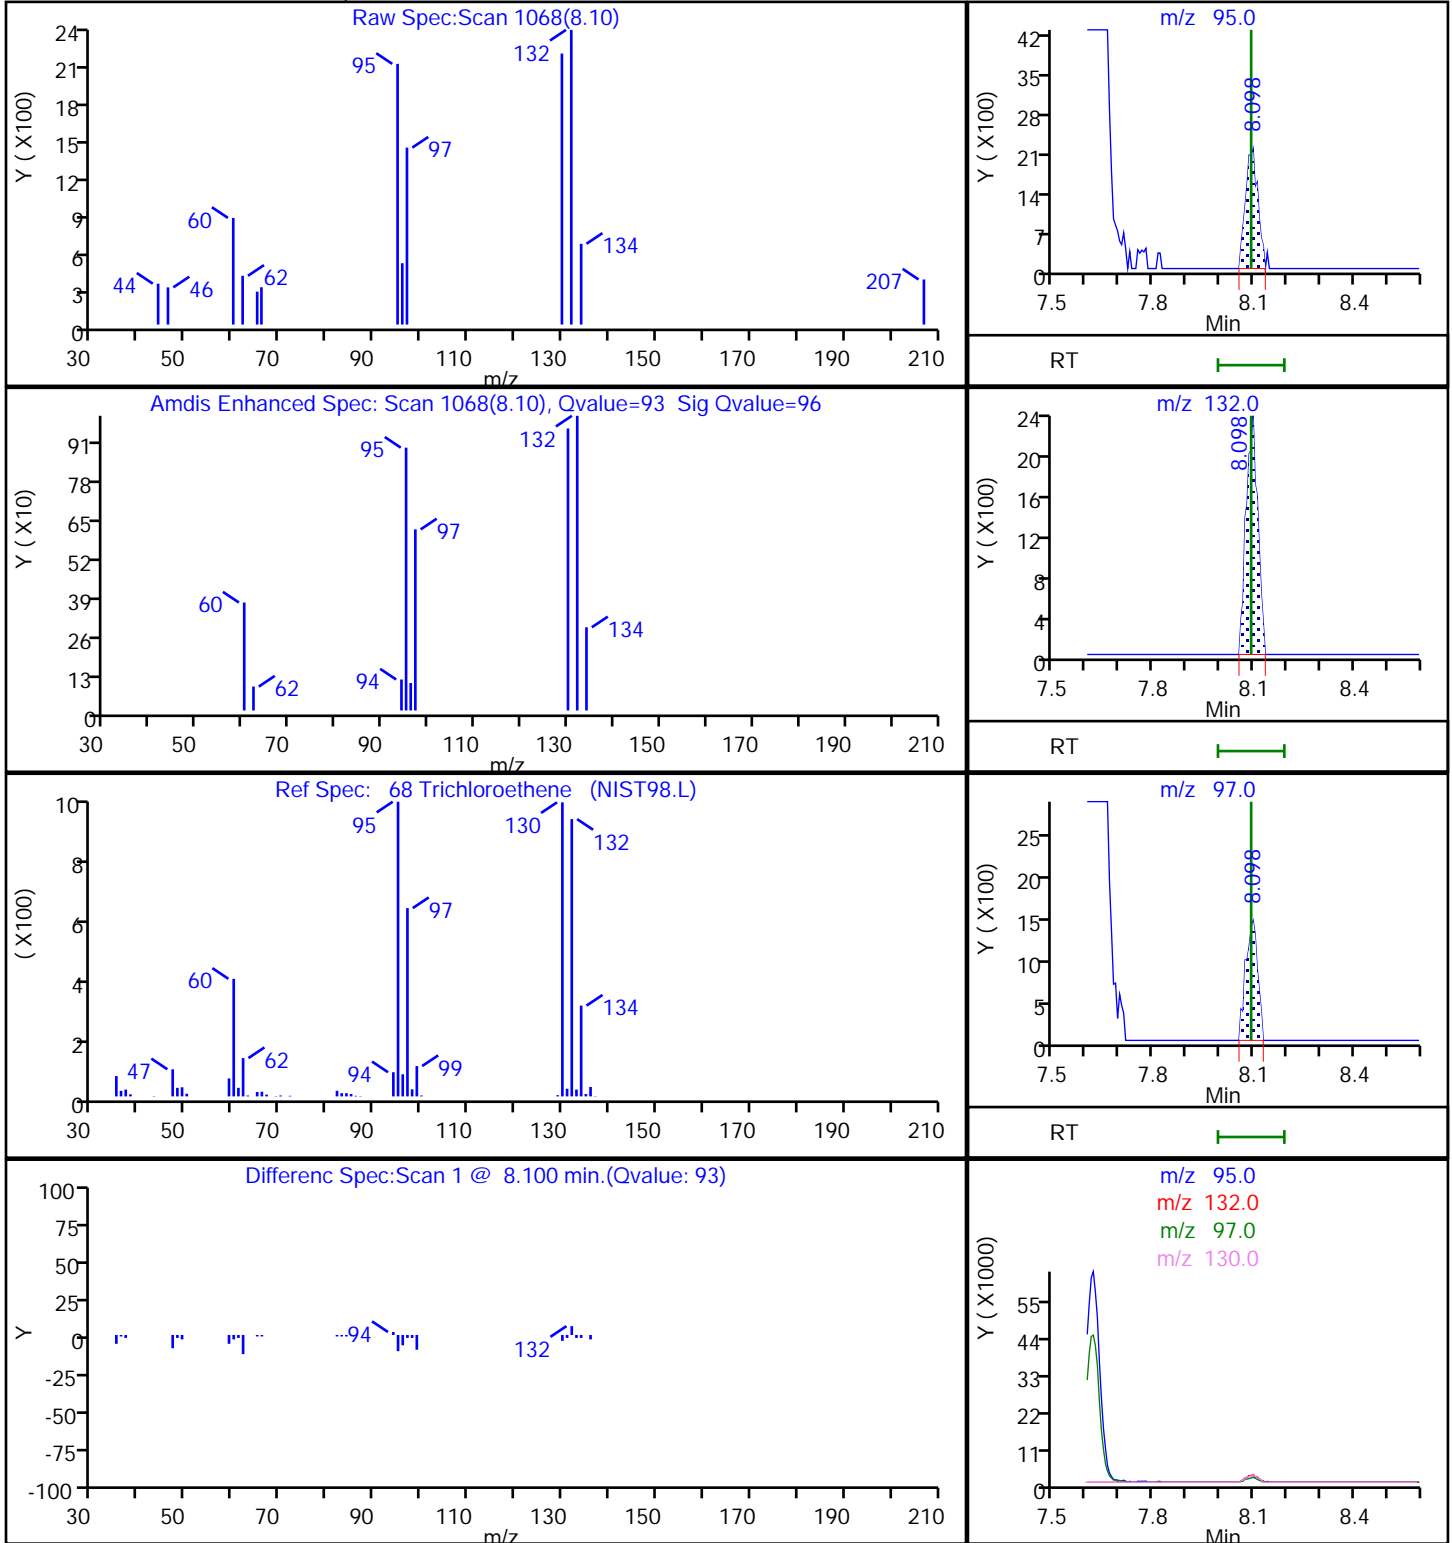 Raw Spec:Scan 1068(8.10)
Y ( X100)
24
21
18
15
12
9
6
3
0
44
46
60
62
95
97
132
134
207
30 50 70 90 110 130 150 170 190 210
m/z
m/z 95.0
Y ( X100)
42
35
28
21
14
7
0
8.098
7.5 7.8 8.1 8.4
Min
RT
Amdis Enhanced Spec: Scan 1068(8.10), Qvalue=93 Sig Qvalue=96
Y ( X10)
91
78
65
52
39
26
13
0
60
62
94
95
97
132
134
30 50 70 90 110 130 150 170 190 210
m/z
m/z 132.0
Y ( X100)
24
20
16
12
8
4
0
8.098
7.5 7.8 8.1 8.4
Min
RT
Ref Spec: 68 Trichloroethene (NIST98.L)
( X100)
10
8
6
4
2
0
47
60
62
94
95
97
99
130
132
134
30 50 70 90 110 130 150 170 190 210
m/z 97.0
Y ( X100)
25
20
15
10
5
0
8.098
7.5 7.8 8.1 8.4
Min
RT
Differenc Spec:Scan 1 @ 8.100 min.(Qvalue: 93)
Y
100
75
50
25
0
-25
-50
-75
-100
94
132
30 50 70 90 110 130 150 170 190 210
m/z
m/z 95.0
m/z 132.0
m/z 97.0
m/z 130.0
Y ( X1000)
55
44
33
22
11
0
7.5 7.8 8.1 8.4
Min